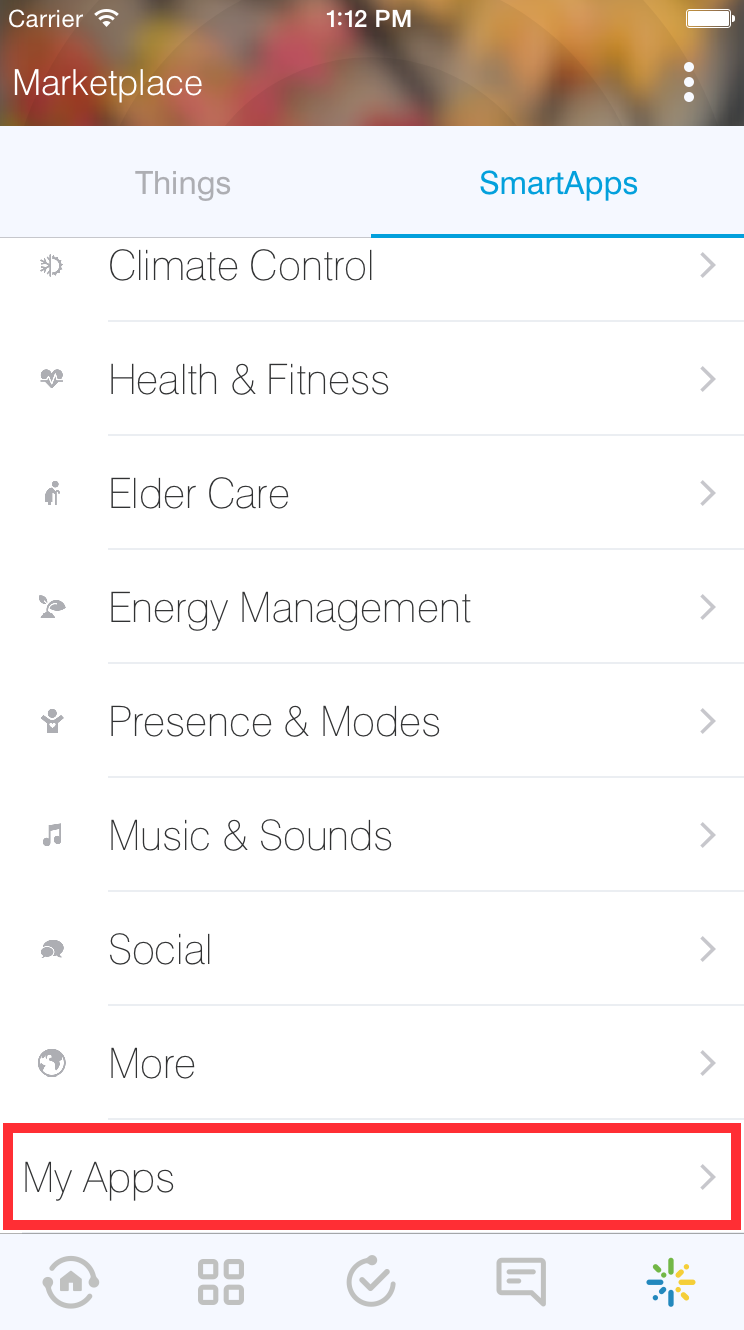 Carrier 1:12 PM
Marketplace
Things SmartApps
Climate Control
Health & Fitness
Elder Care
Energy Management
Presence & Modes
Music & Sounds
Social
More
My Apps